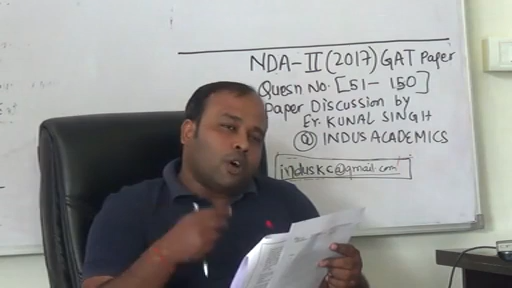 NDA-II (2017) GAT Paper
Quesn No. [51-150]
Paper Discussion by
Er. KUNAL SINGH
@ INDUS ACADEMICS
induskc@gmail.com